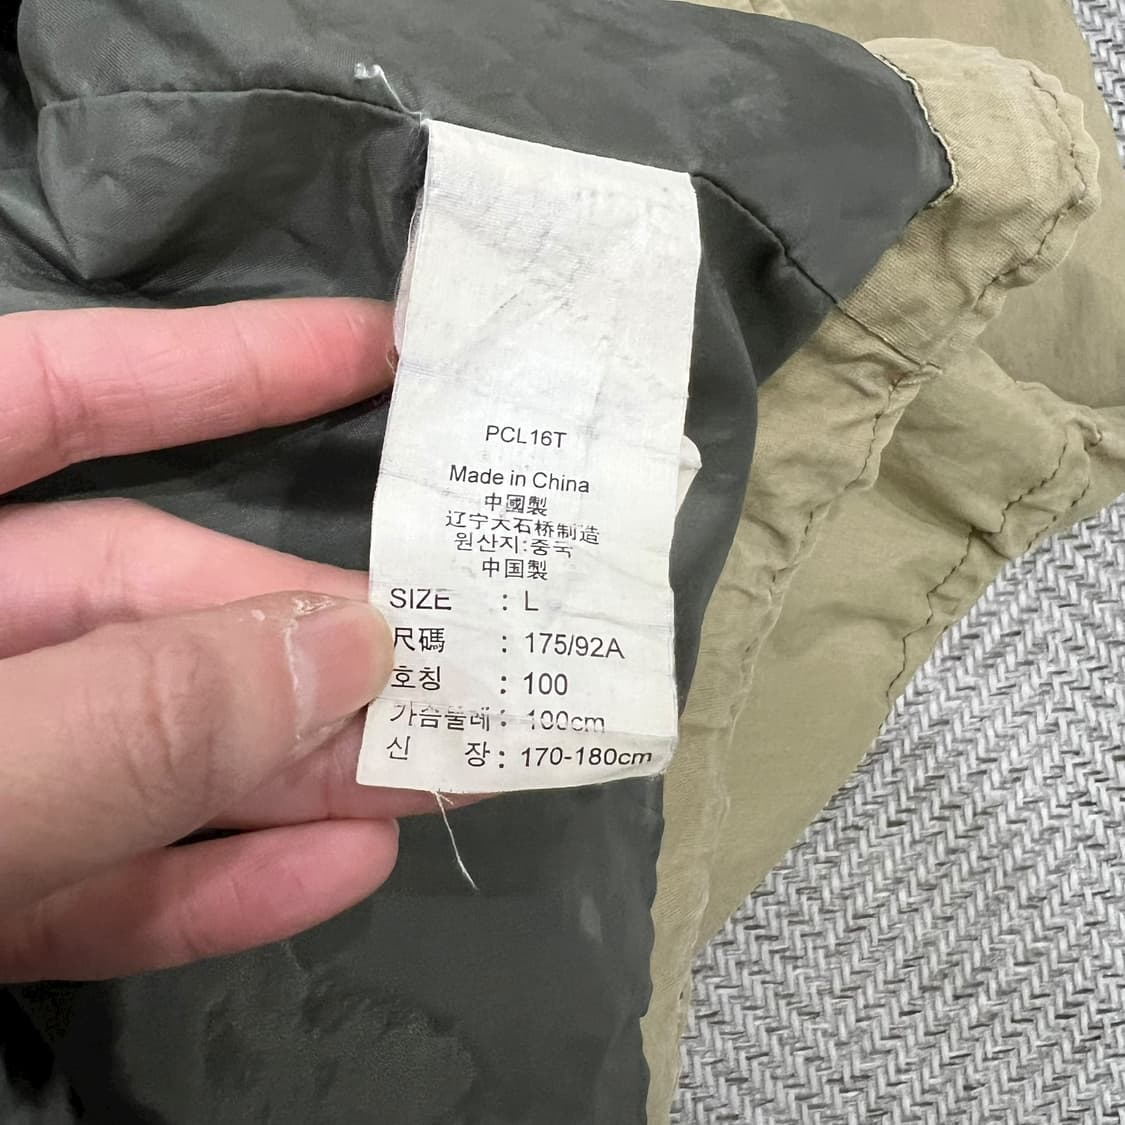 PCL16T
Made in China
中國製
辽宁大石桥制造
원산지:중국
中国製
SIZE : L
尺碼 : 175/92A
호칭 : 100
가슴둘레 : 100cm
신 장 : 170-180cm